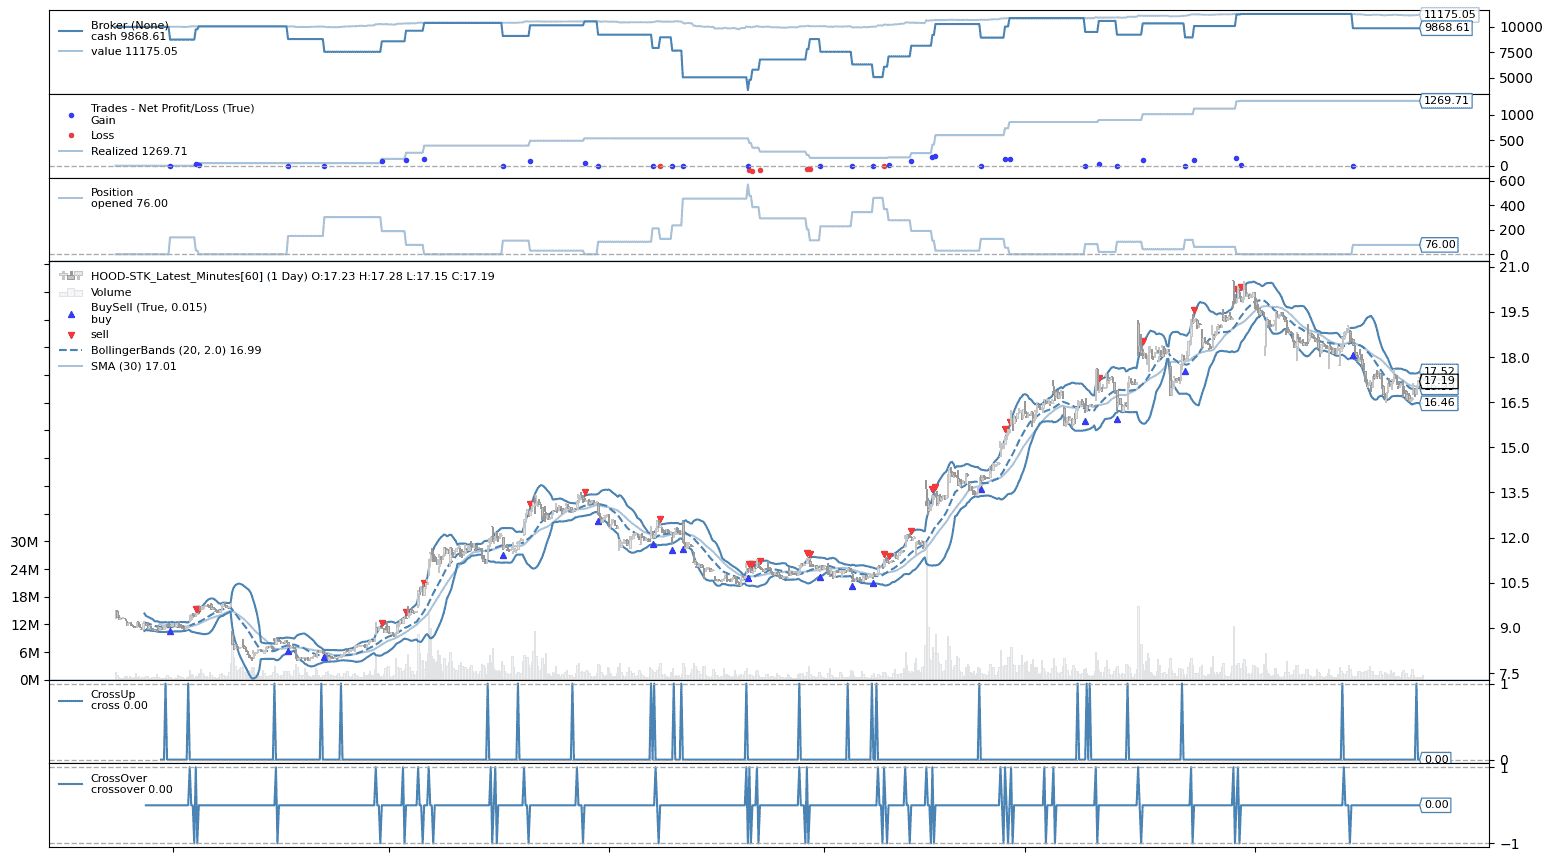 Broker (None)
cash 9868.61
value 11175.05
11175.05
9868.61
10000
7500
5000
Trades - Net Profit/Loss (True)
Gain
Loss
Realized 1269.71
1269.71
1000
500
0
Position
opened 76.00
76.00
600
400
200
0
HOOD-STK_Latest_Minutes[60] (1 Day) O:17.23 H:17.28 L:17.15 C:17.19
Volume
BuySell (True, 0.015)
buy
sell
BollingerBands (20, 2.0) 16.99
SMA (30) 17.01
17.52
17.19
16.46
21.0
19.5
18.0
16.5
15.0
13.5
12.0
10.5
9.0
7.5
30M
24M
18M
12M
6M
0M
CrossUp
cross 0.00
0.00
1
0
CrossOver
crossover 0.00
0.00
1
−1